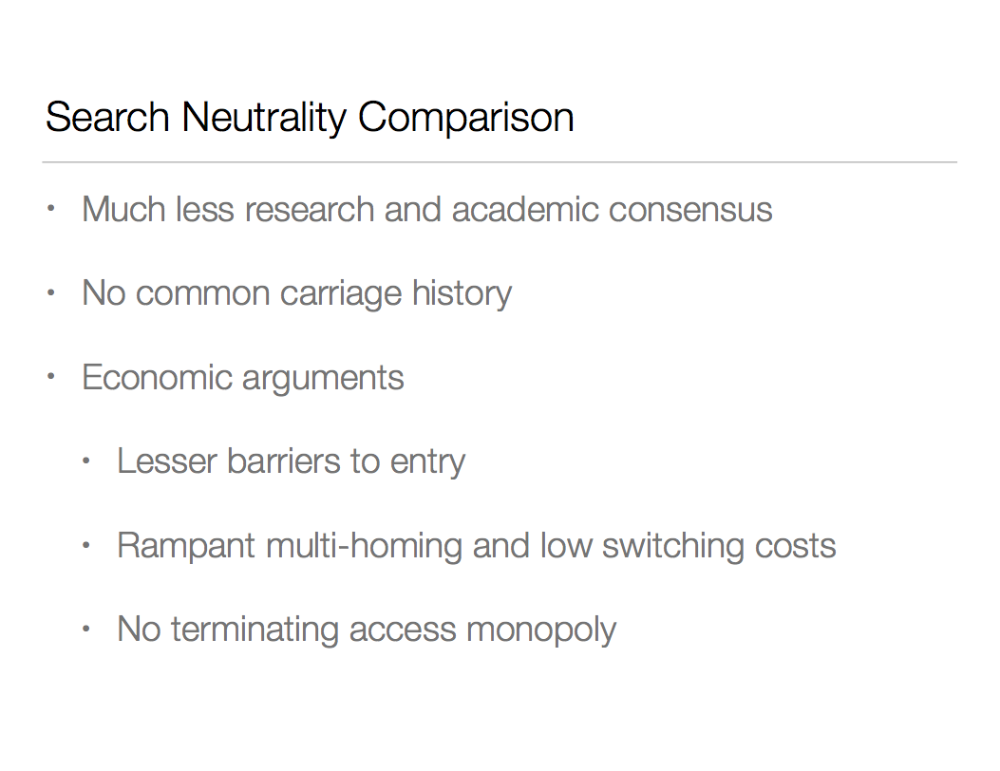 Search Neutrality Comparison
• Much less research and academic consensus
• No common carriage history
• Economic arguments
• Lesser barriers to entry
• Rampant multi-homing and low switching costs
• No terminating access monopoly